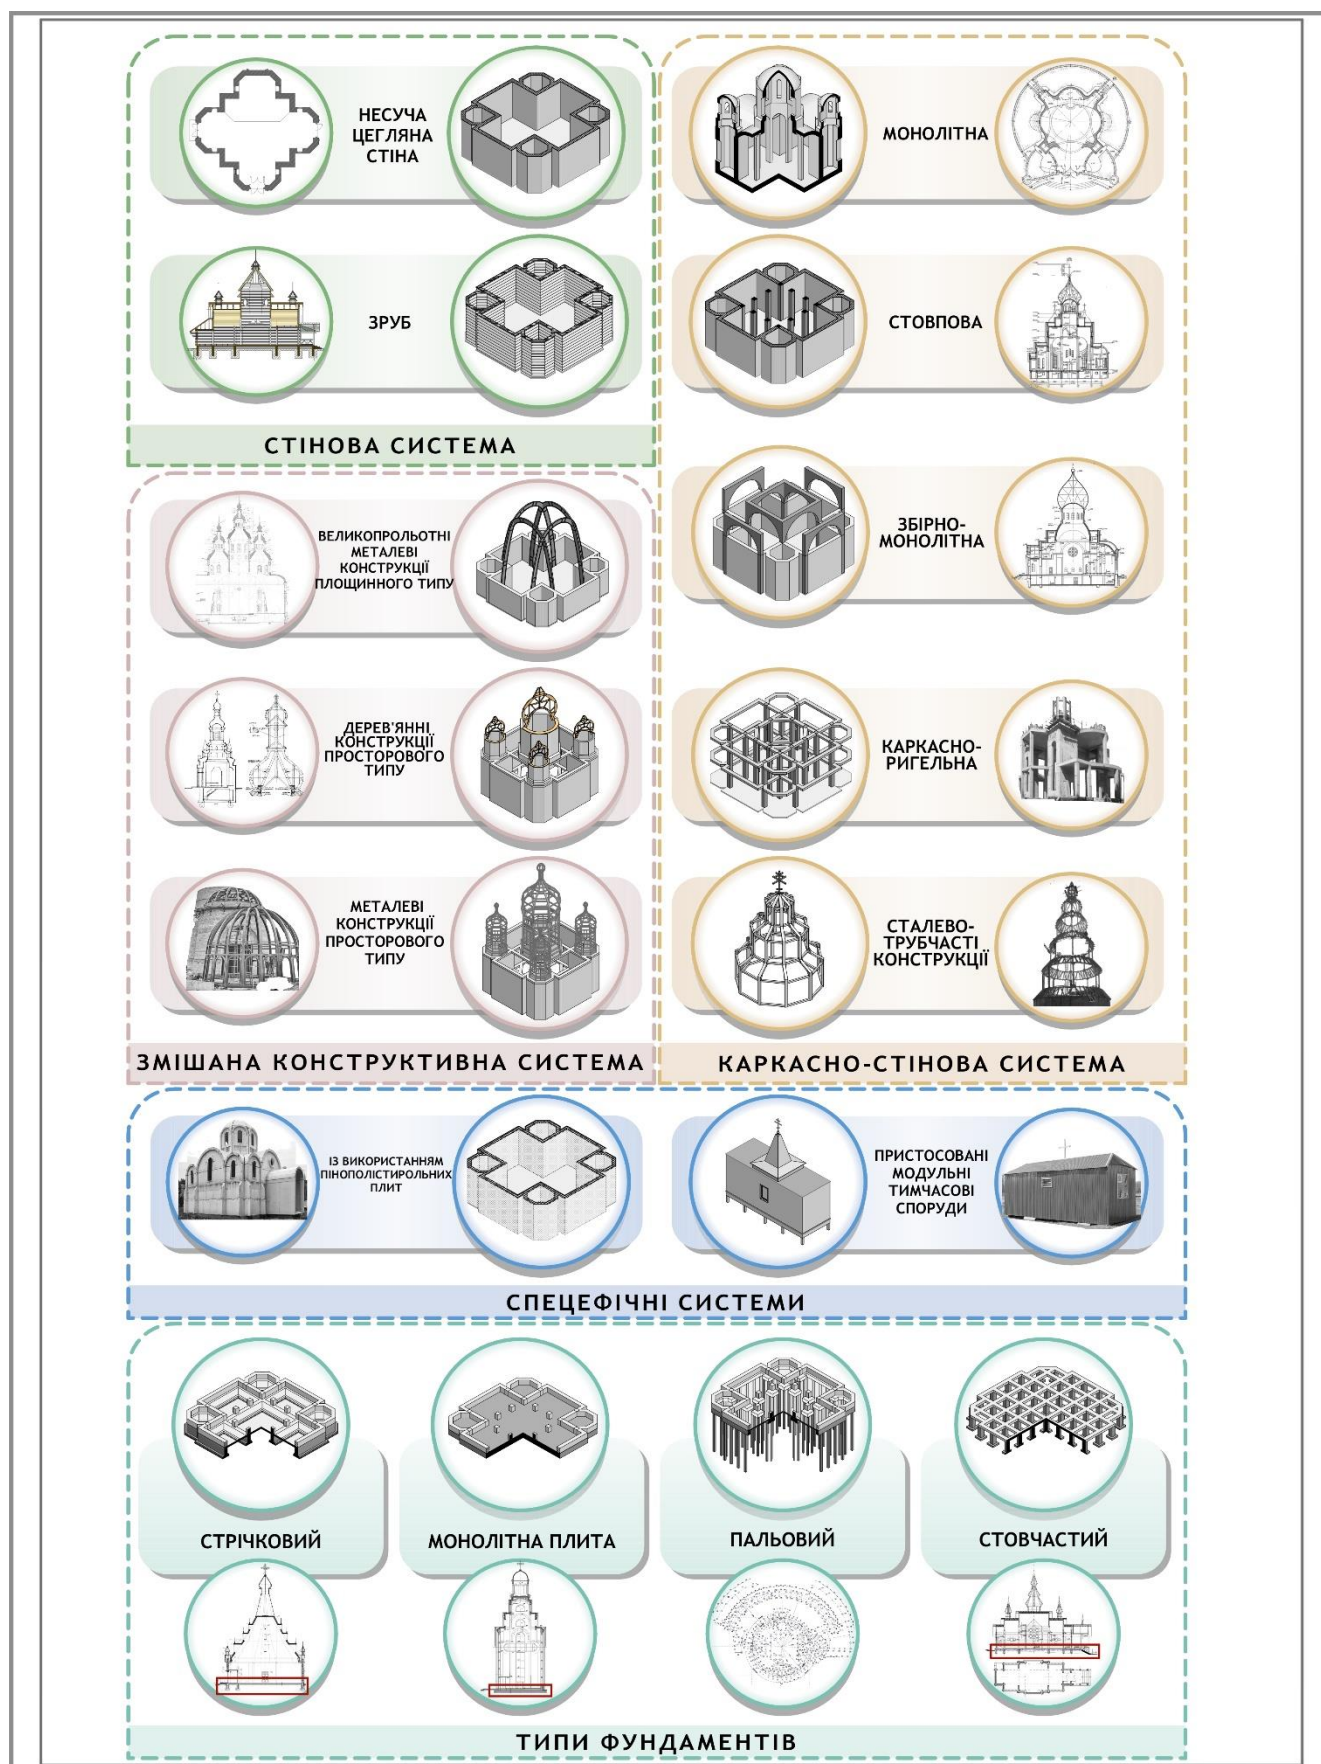 НЕСУЧА
ЦЕГЛЯНА
СТІНА
ЗРУБ
СТІНОВА СИСТЕМА
ВЕЛИКОПРОЛЬОТНІ
МЕТАЛЕВІ
КОНСТРУКЦІЇ
ПЛОЩИННОГО ТИПУ
ДЕРЕВ'ЯННІ
КОНСТРУКЦІЇ
ПРОСТОРОВОГО
ТИПУ
МЕТАЛЕВІ
КОНСТРУКЦІЇ
ПРОСТОРОВОГО
ТИПУ
ЗМІШАНА КОНСТРУКТИВНА СИСТЕМА
МОНОЛІТНА
СТОВПОВА
ЗБІРНО-
МОНОЛІТНА
КАРКАСНО-
РИГЕЛЬНА
СТАЛЕВО-
ТРУБЧАСТІ
КОНСТРУКЦІЇ
КАРКАСНО-СТІНОВА СИСТЕМА
ІЗ ВИКОРИСТАННЯМ
ПІНОПОЛІСТИРОЛЬНИХ
ПЛИТ
ПРИСТОСОВАНІ
МОДУЛЬНІ
ТИМЧАСОВІ
СПОРУДИ
СПЕЦЕФІЧНІ СИСТЕМИ
СТРІЧКОВИЙ
МОНОЛІТНА ПЛИТА
ПАЛЬОВИЙ
СТОВЧАСТИЙ
ТИПИ ФУНДАМЕНТІВ